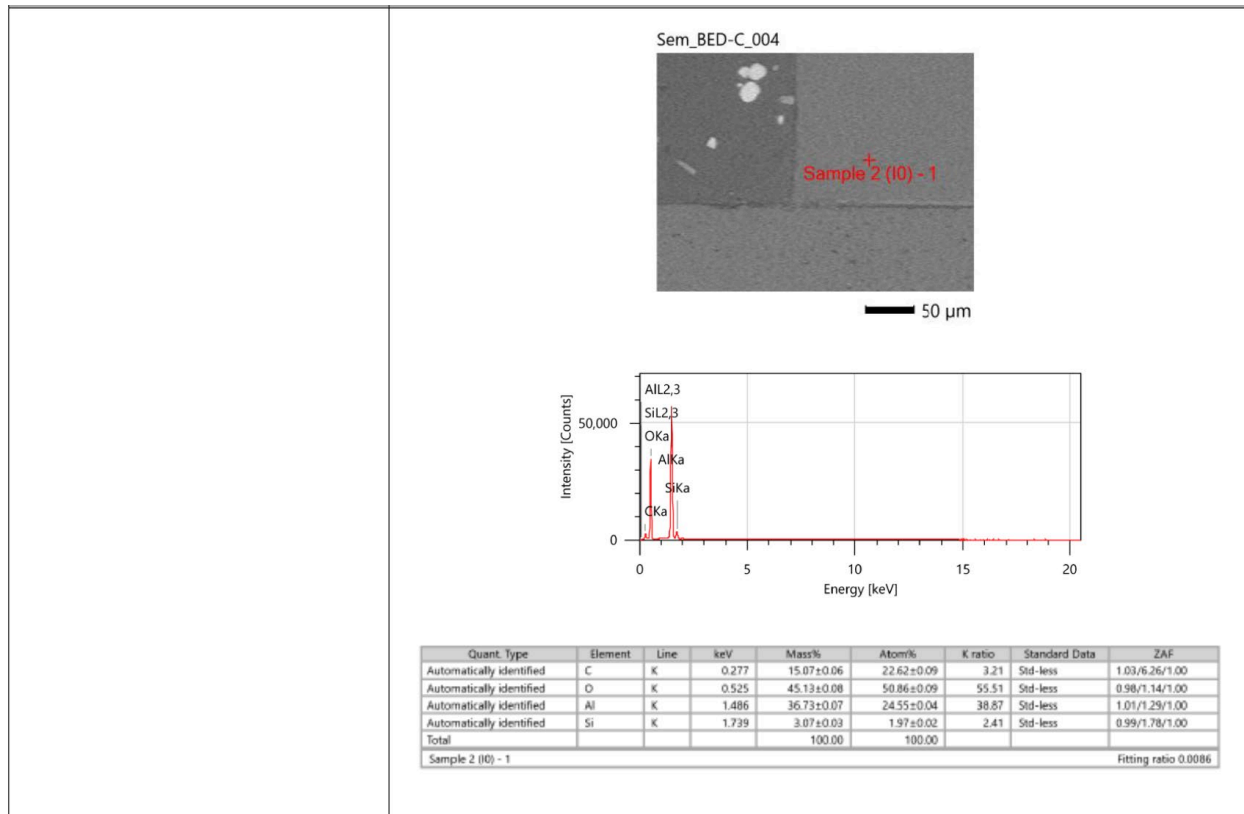 Sem_BED-C_004
Sample 2 (I0) - 1
50 µm
AlL2,3
SiL2,3
50,000
OKa
AlKa
SiKa
CKa
0
0 5 10 15 20
Intensity [Counts]
Energy [keV]
Quant. Type Element Line keV Mass% Atom% K ratio Standard Data ZAF
Automatically identified C K 0.277 15.07±0.06 22.62±0.09 3.21 Std-less 1.03/6.26/1.00
Automatically identified O K 0.525 45.13±0.08 50.86±0.09 55.51 Std-less 0.98/1.14/1.00
Automatically identified Al K 1.486 36.73±0.07 24.55±0.04 38.87 Std-less 1.01/1.29/1.00
Automatically identified Si K 1.739 3.07±0.03 1.97±0.02 2.41 Std-less 0.99/1.78/1.00
Total 100.00 100.00
Sample 2 (I0) - 1 Fitting ratio 0.0086